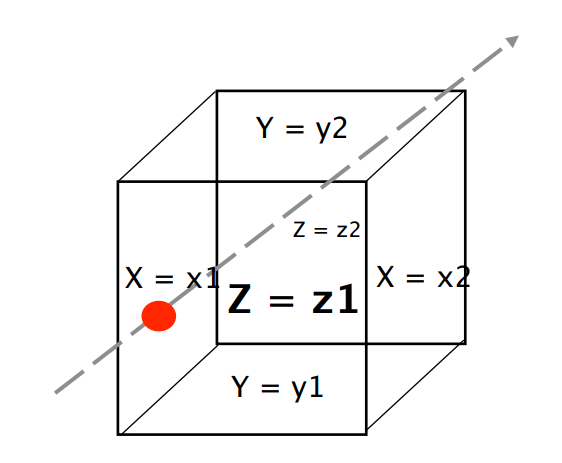 Y = y2
Z = z2
X = x1
X = x2
Z = z1
Y = y1